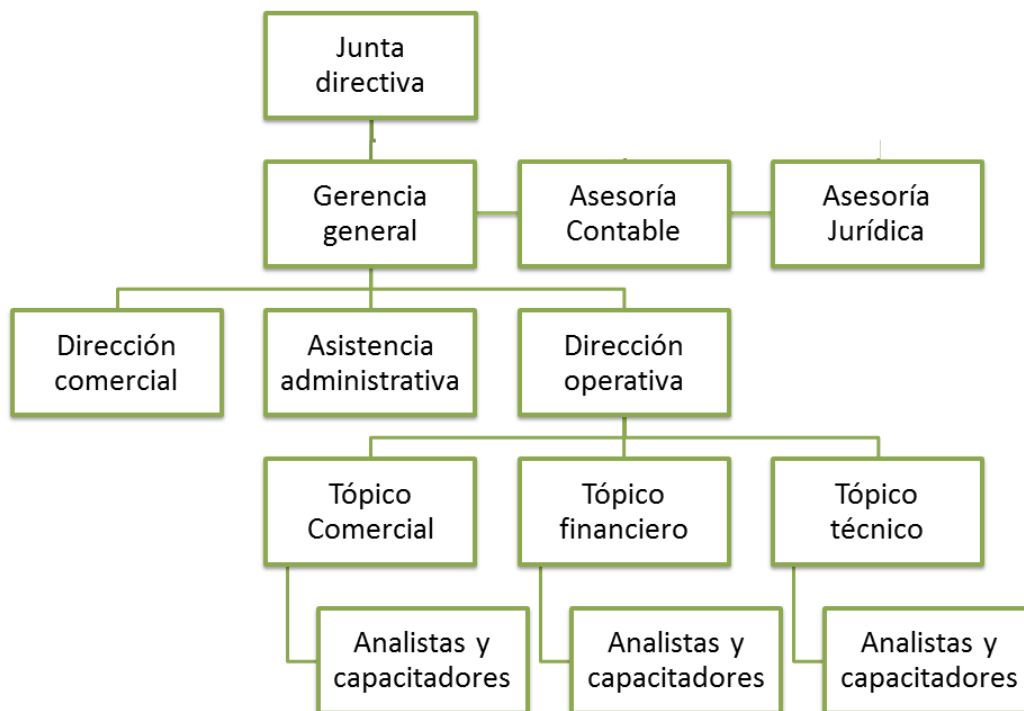 Junta
directiva
Gerencia
general
Asesoría
Contable
Asesoría
Jurídica
Dirección
comercial
Asistencia
administrativa
Dirección
operativa
Tópico
Comercial
Tópico
financiero
Tópico
técnico
Analistas y
capacitadores
Analistas y
capacitadores
Analistas y
capacitadores